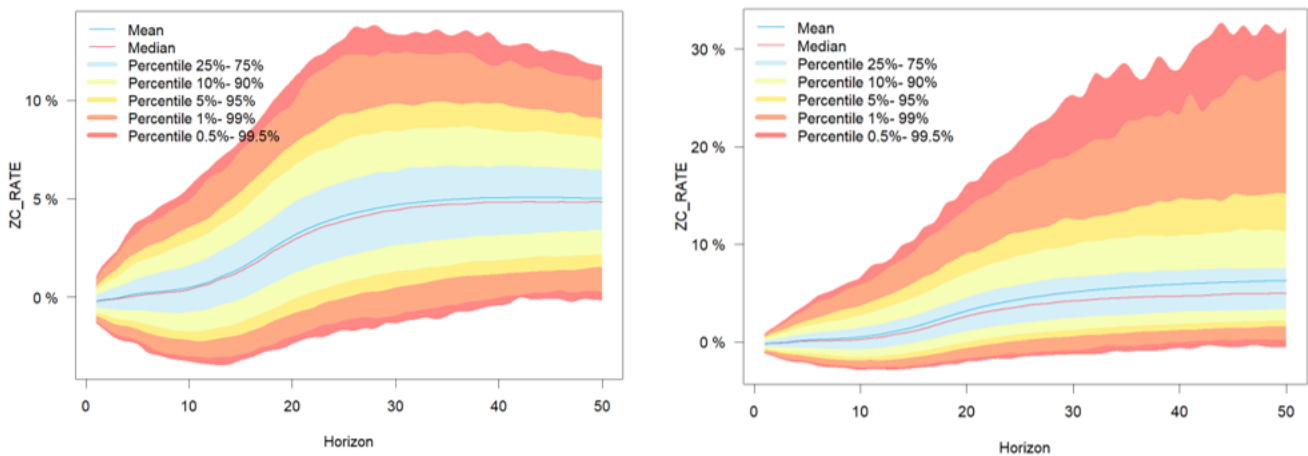 Mean
Median
Percentile 25%- 75%
Percentile 10%- 90%
Percentile 5%- 95%
Percentile 1%- 99%
Percentile 0.5%- 99.5%
10 %
5 %
0 %
ZC_RATE
0 10 20 30 40 50
Horizon
Mean
Median
Percentile 25%- 75%
Percentile 10%- 90%
Percentile 5%- 95%
Percentile 1%- 99%
Percentile 0.5%- 99.5%
30 %
20 %
10 %
0 %
ZC_RATE
0 10 20 30 40 50
Horizon